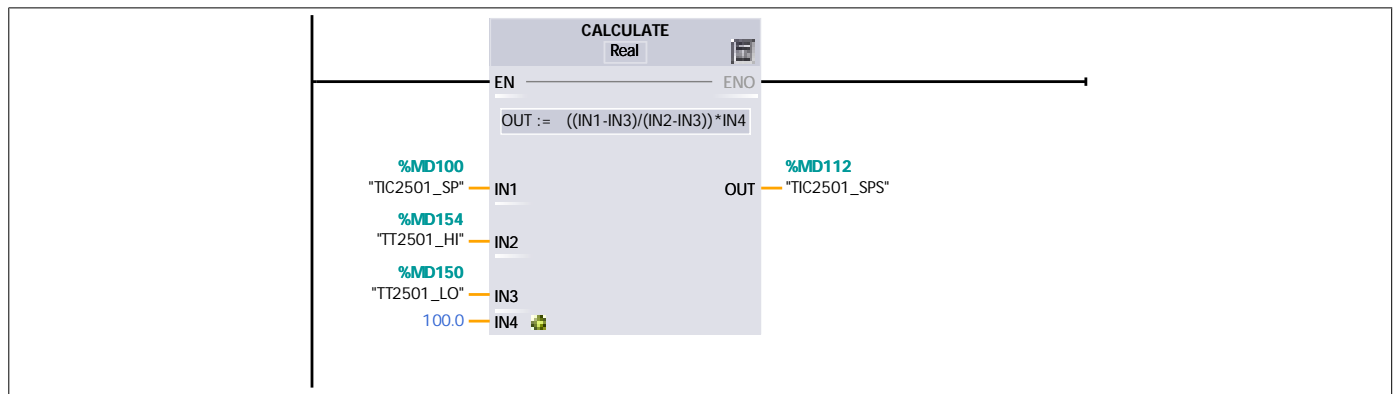 CALCULATE
Real
EN ENO
OUT := ((IN1-IN3)/(IN2-IN3))*IN4
%MD100 %MD112
"TIC2501_SP" IN1 OUT "TIC2501_SPS"
%MD154
"TT2501_HI" IN2
%MD150
"TT2501_LO" IN3
100.0 IN4